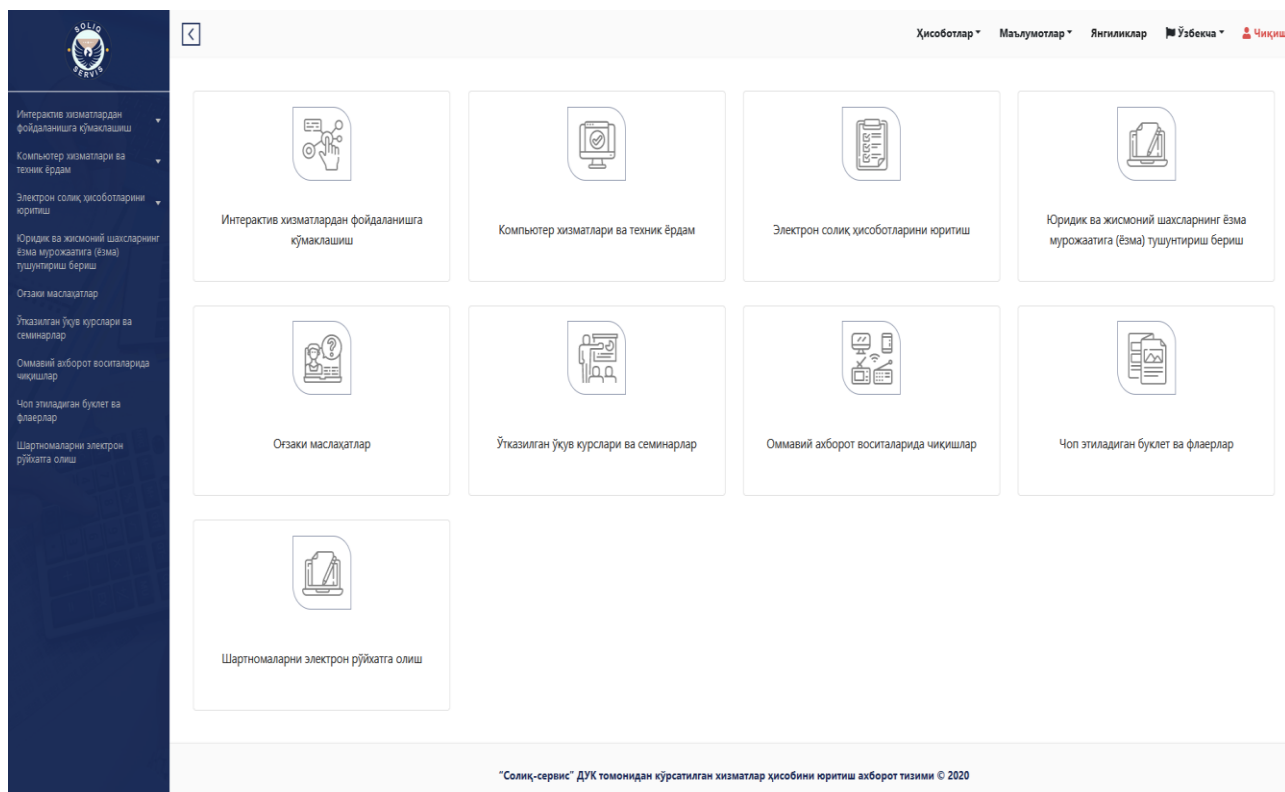 SOLIQ
SERVIS
Ҳисоботлар
Маълумотлар
Янгиликлар
Ўзбекча
Чиқиш
Интерактив хизматлардан
фойдаланишга кўмаклашиш
Компьютер хизматлари ва
техник ёрдам
Электрон солиқ ҳисоботларини
юритиш
Юридик ва жисмоний шахсларнинг
ёзма мурожаатига (ёзма)
тушунтириш бериш
Оғзаки маслаҳатлар
Ўтказилган ўқув курслари ва
семинарлар
Оммавий ахборот воситаларида
чиқишлар
Чоп этиладиган буклет ва
флаерлар
Шартномаларни электрон
рўйхатга олиш
Интерактив хизматлардан фойдаланишга
кўмаклашиш
Компьютер хизматлари ва техник ёрдам
Электрон солиқ ҳисоботларини юритиш
Юридик ва жисмоний шахсларнинг ёзма
мурожаатига (ёзма) тушунтириш бериш
Оғзаки маслаҳатлар
Ўтказилган ўқув курслари ва семинарлар
Оммавий ахборот воситаларида чиқишлар
Чоп этиладиган буклет ва флаерлар
Шартномаларни электрон рўйхатга олиш
"Солиқ-сервис" ДУК томонидан кўрсатилган хизматлар ҳисобини юритиш ахборот тизими © 2020